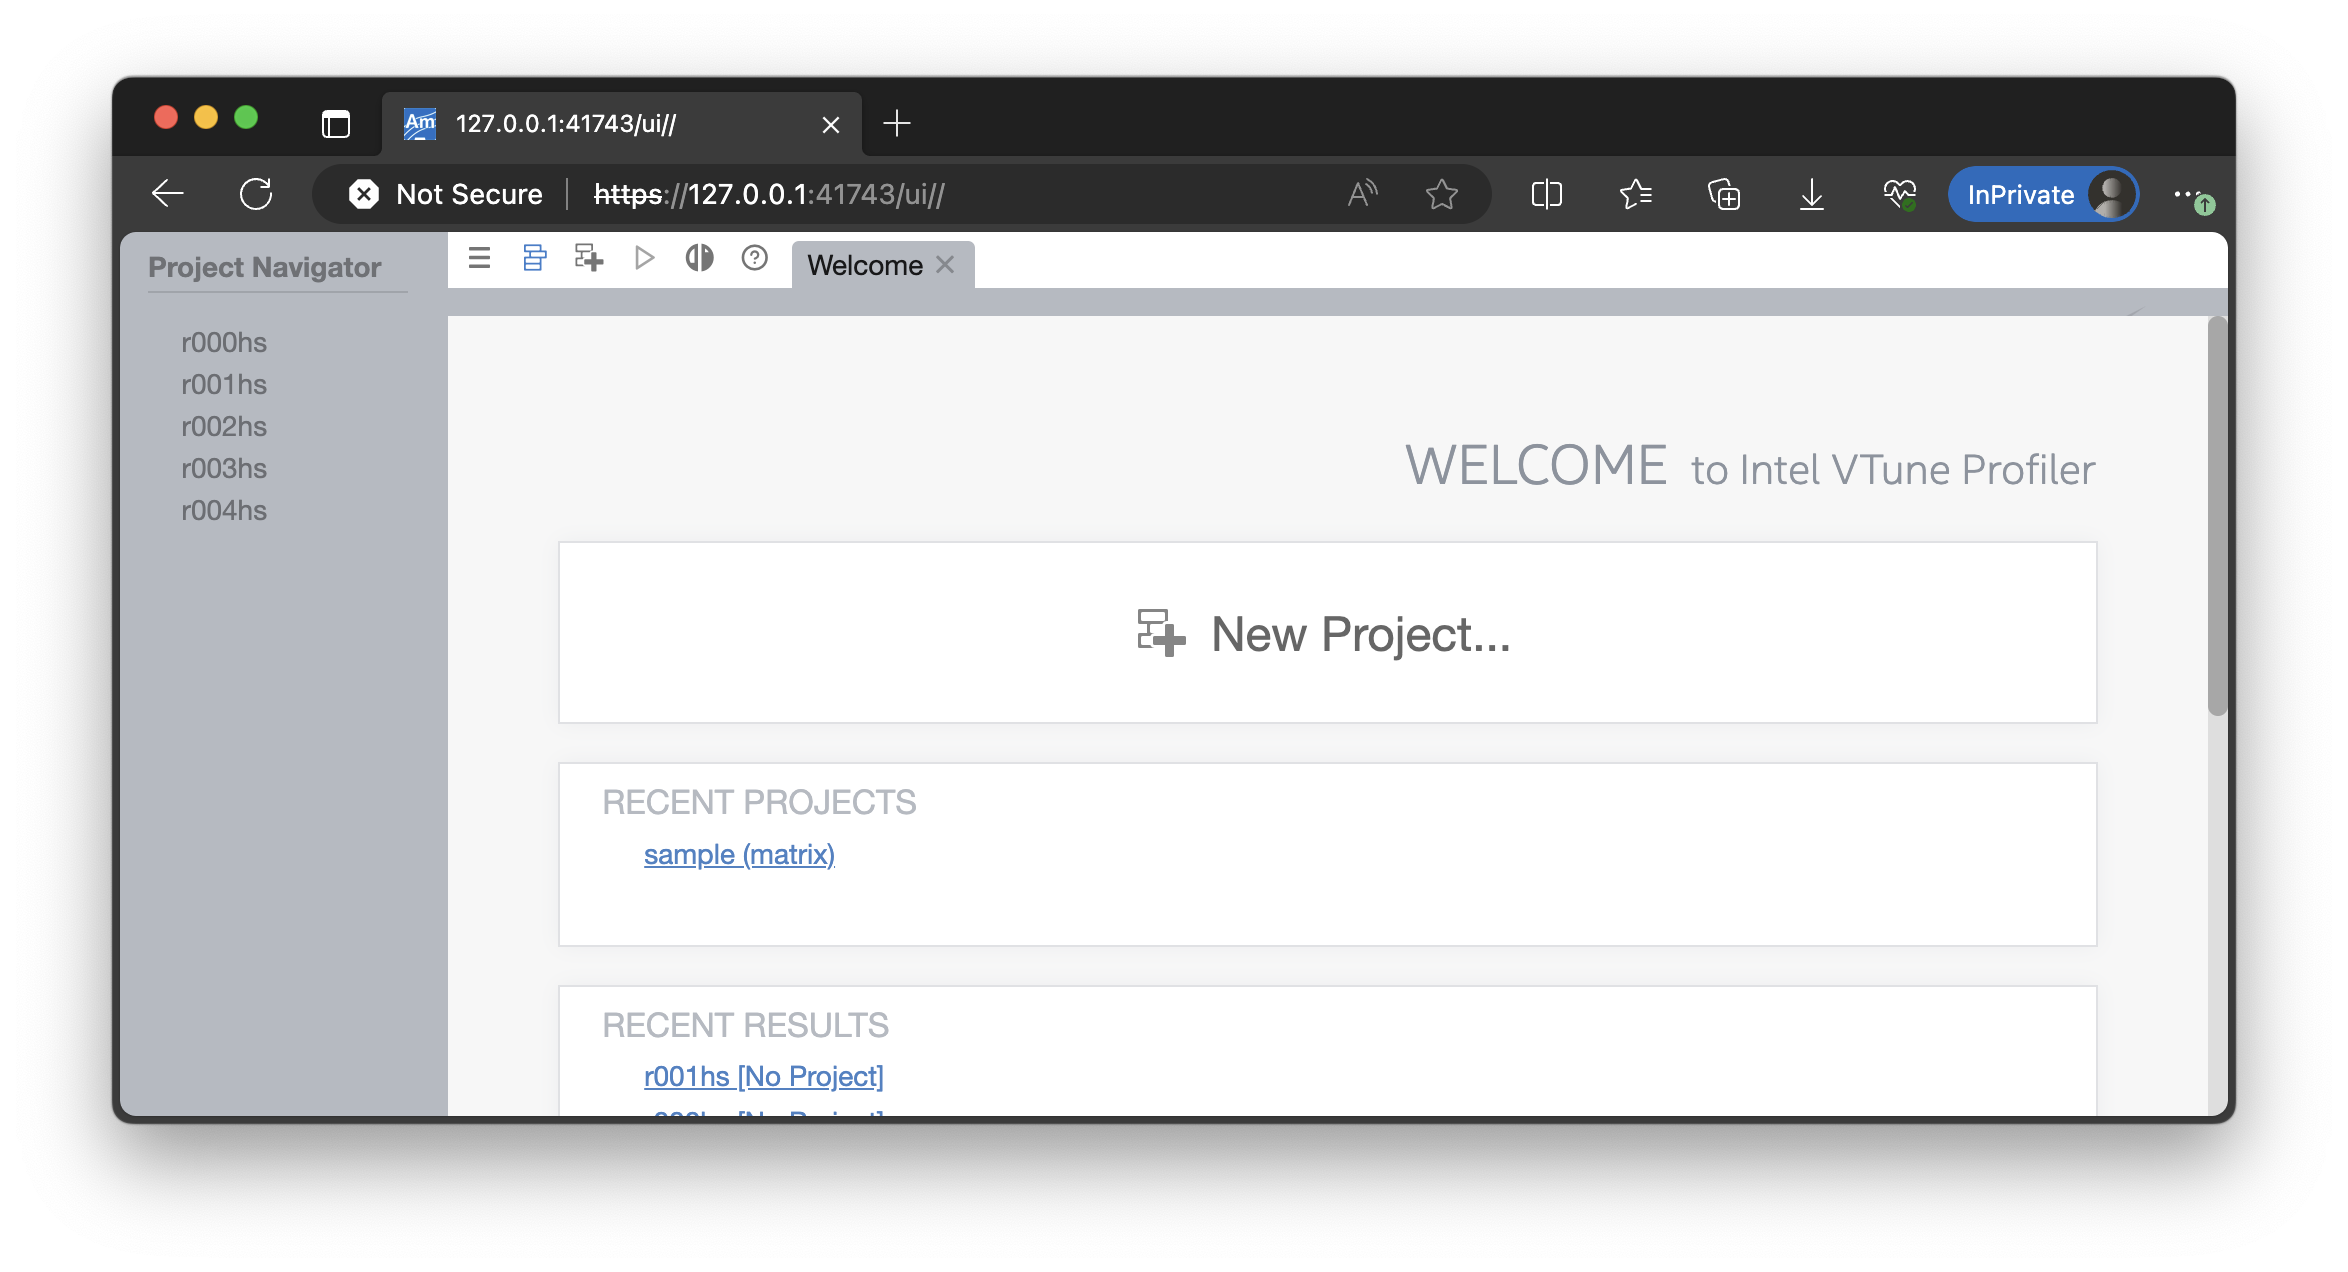 Am 127.0.0.1:41743/ui//
Not Secure https://127.0.0.1:41743/ui// InPrivate
Project Navigator
r000hs
r001hs
r002hs
r003hs
r004hs
Welcome
WELCOME to Intel VTune Profiler
New Project...
RECENT PROJECTS
sample (matrix)
RECENT RESULTS
r001hs [No Project]
[No Project]